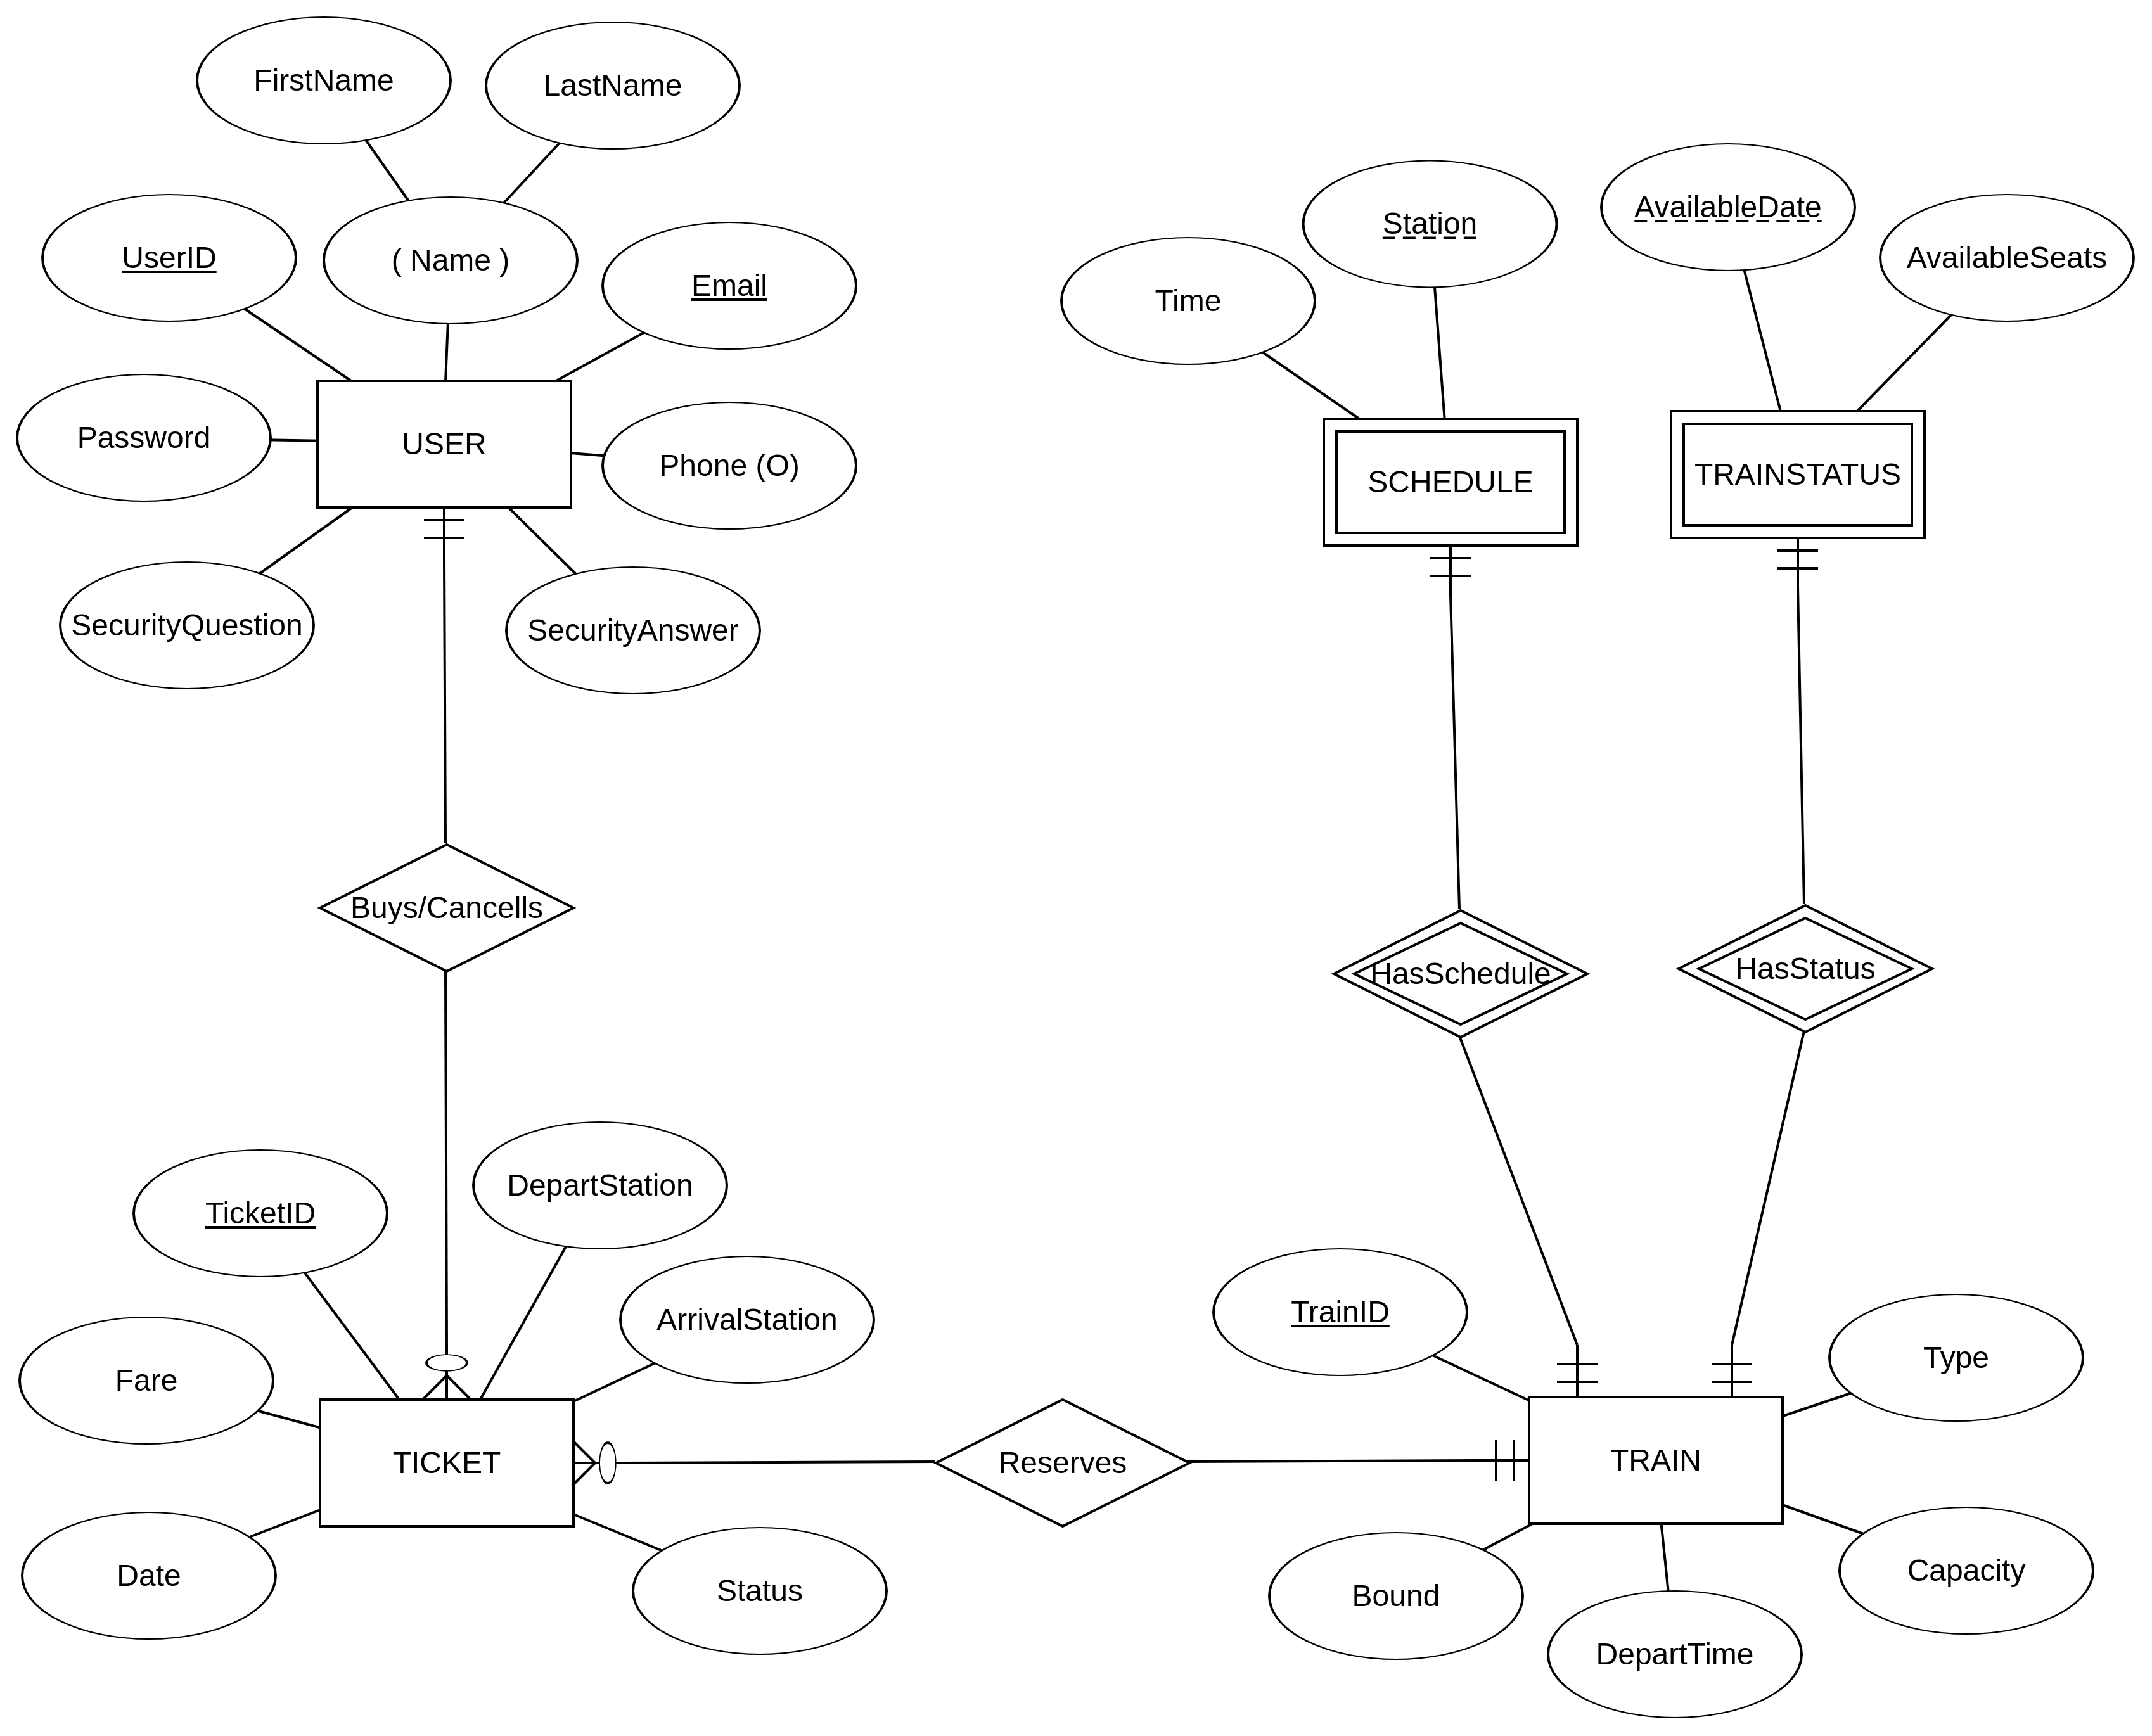 FirstName
LastName
UserID
( Name )
Email
Password
USER
Phone (O)
SecurityQuestion
SecurityAnswer
Time
Station
AvailableDate
AvailableSeats
SCHEDULE
TRAINSTATUS
Buys/Cancells
HasSchedule
HasStatus
TicketID
DepartStation
ArrivalStation
Fare
TICKET
Date
Status
Reserves
TrainID
Type
TRAIN
Bound
DepartTime
Capacity